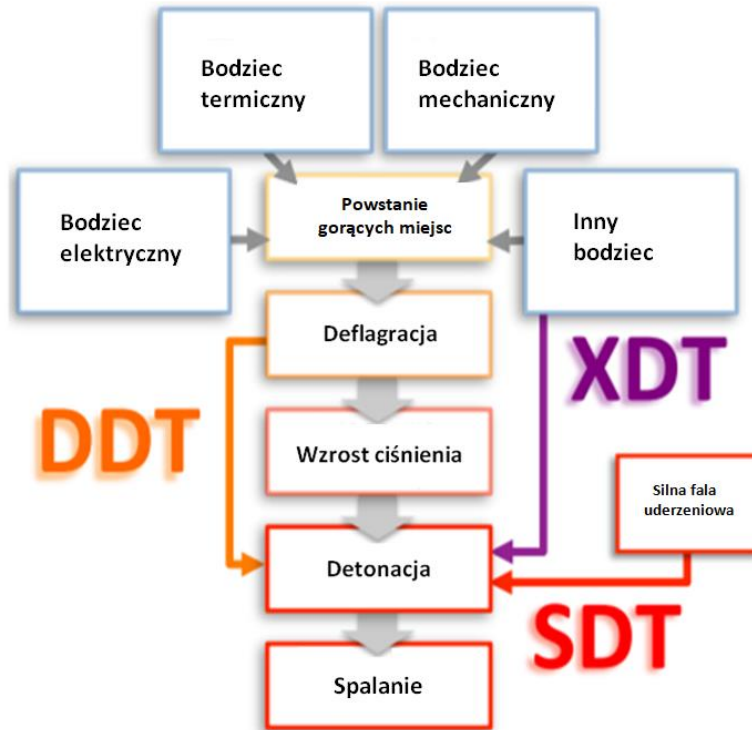 Bodziec
termiczny
Bodziec
mechaniczny
Bodziec
elektryczny
Powstanie
gorących miejsc
Inny
bodziec
Deflagracja
XDT
DDT
Wzrost ciśnienia
Silna fala
uderzeniowa
Detonacja
SDT
Spalanie